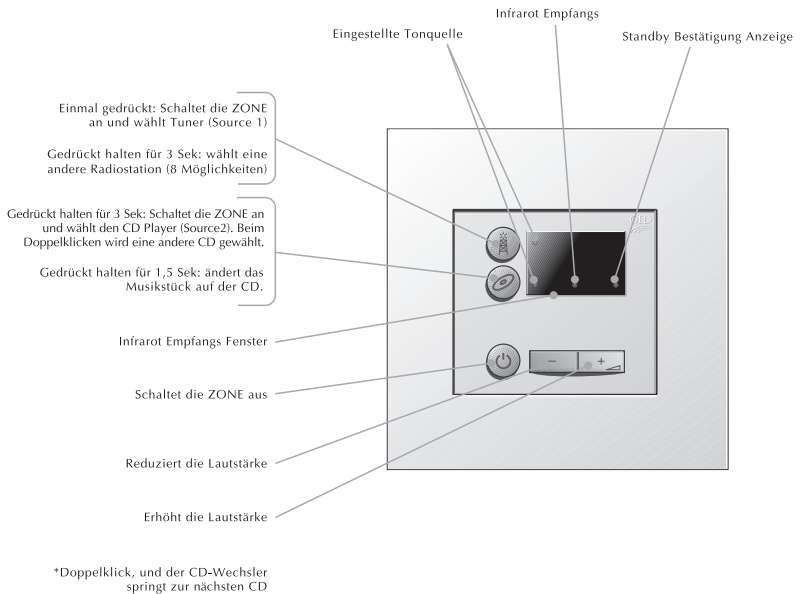 Infrarot Empfangs
Eingestellte Tonquelle
Standby Bestätigung Anzeige
Einmal gedrückt: Schaltet die ZONE
an und wählt Tuner (Source 1)
Gedrückt halten für 3 Sek: wählt eine
andere Radiostation (8 Möglichkeiten)
Gedrückt halten für 3 Sek: Schaltet die ZONE an
und wählt den CD Player (Source2). Beim
Doppelklicken wird eine andere CD gewählt.
Gedrückt halten für 1,5 Sek: ändert das
Musikstück auf der CD.
Infrarot Empfangs Fenster
Schaltet die ZONE aus
Reduziert die Lautstärke
Erhöht die Lautstärke
− +
*Doppelklick, und der CD-Wechsler
springt zur nächsten CD